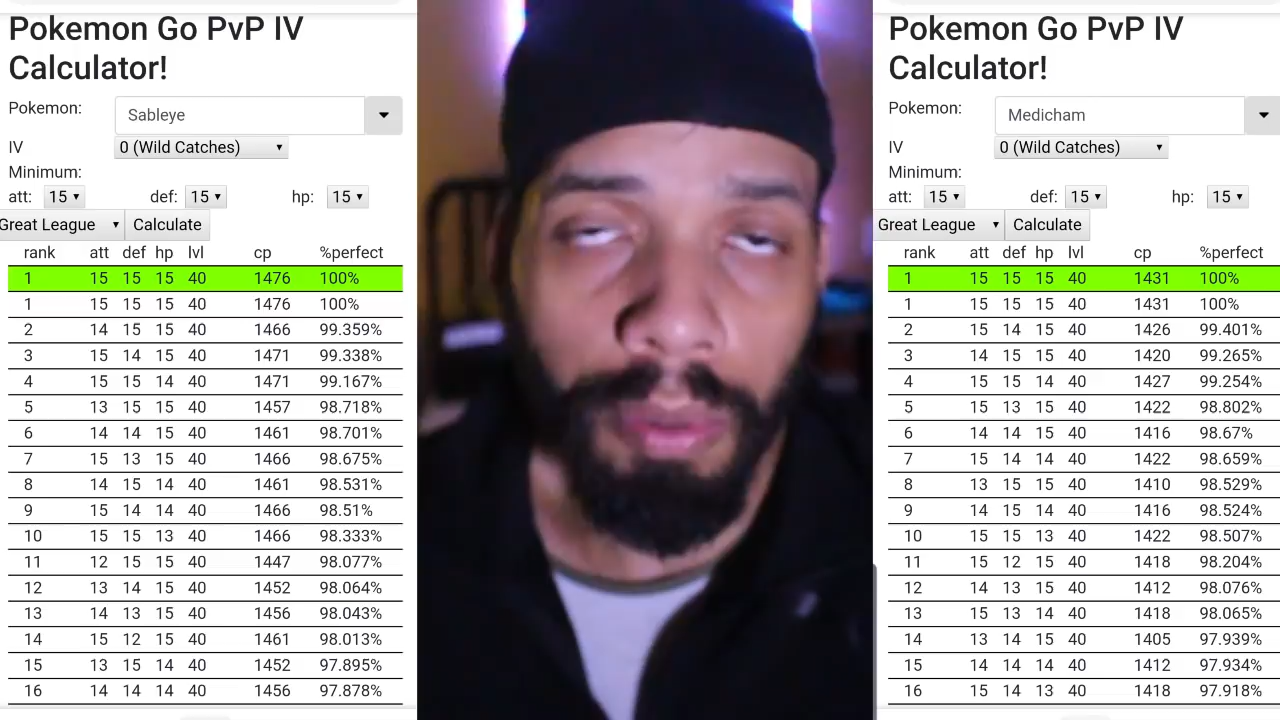 Pokemon Go PvP IV
Calculator!
Pokemon: Sableye
IV 0 (Wild Catches)
Minimum:
att: 15 def: 15 hp: 15
Great League Calculate
rank att def hp lvl cp %perfect
1 15 15 15 40 1476 100%
1 15 15 15 40 1476 100%
2 14 15 15 40 1466 99.359%
3 15 14 15 40 1471 99.338%
4 15 15 14 40 1471 99.167%
5 13 15 15 40 1457 98.718%
6 14 14 15 40 1461 98.701%
7 15 13 15 40 1466 98.675%
8 14 15 14 40 1461 98.531%
9 15 14 14 40 1466 98.51%
10 15 15 13 40 1466 98.333%
11 12 15 15 40 1447 98.077%
12 13 14 15 40 1452 98.064%
13 14 13 15 40 1456 98.043%
14 15 12 15 40 1461 98.013%
15 13 15 14 40 1452 97.895%
16 14 14 14 40 1456 97.878%
Pokemon Go PvP IV
Calculator!
Pokemon: Medicham
IV 0 (Wild Catches)
Minimum:
att: 15 def: 15 hp: 15
Great League Calculate
rank att def hp lvl cp %perfect
1 15 15 15 40 1431 100%
1 15 15 15 40 1431 100%
2 15 14 15 40 1426 99.401%
3 14 15 15 40 1420 99.265%
4 15 15 14 40 1427 99.254%
5 15 13 15 40 1422 98.802%
6 14 14 15 40 1416 98.67%
7 15 14 14 40 1422 98.659%
8 13 15 15 40 1410 98.529%
9 14 15 14 40 1416 98.524%
10 15 15 13 40 1422 98.507%
11 15 12 15 40 1418 98.204%
12 14 13 15 40 1412 98.076%
13 15 13 14 40 1418 98.065%
14 13 14 15 40 1405 97.939%
15 14 14 14 40 1412 97.934%
16 15 14 13 40 1418 97.918%